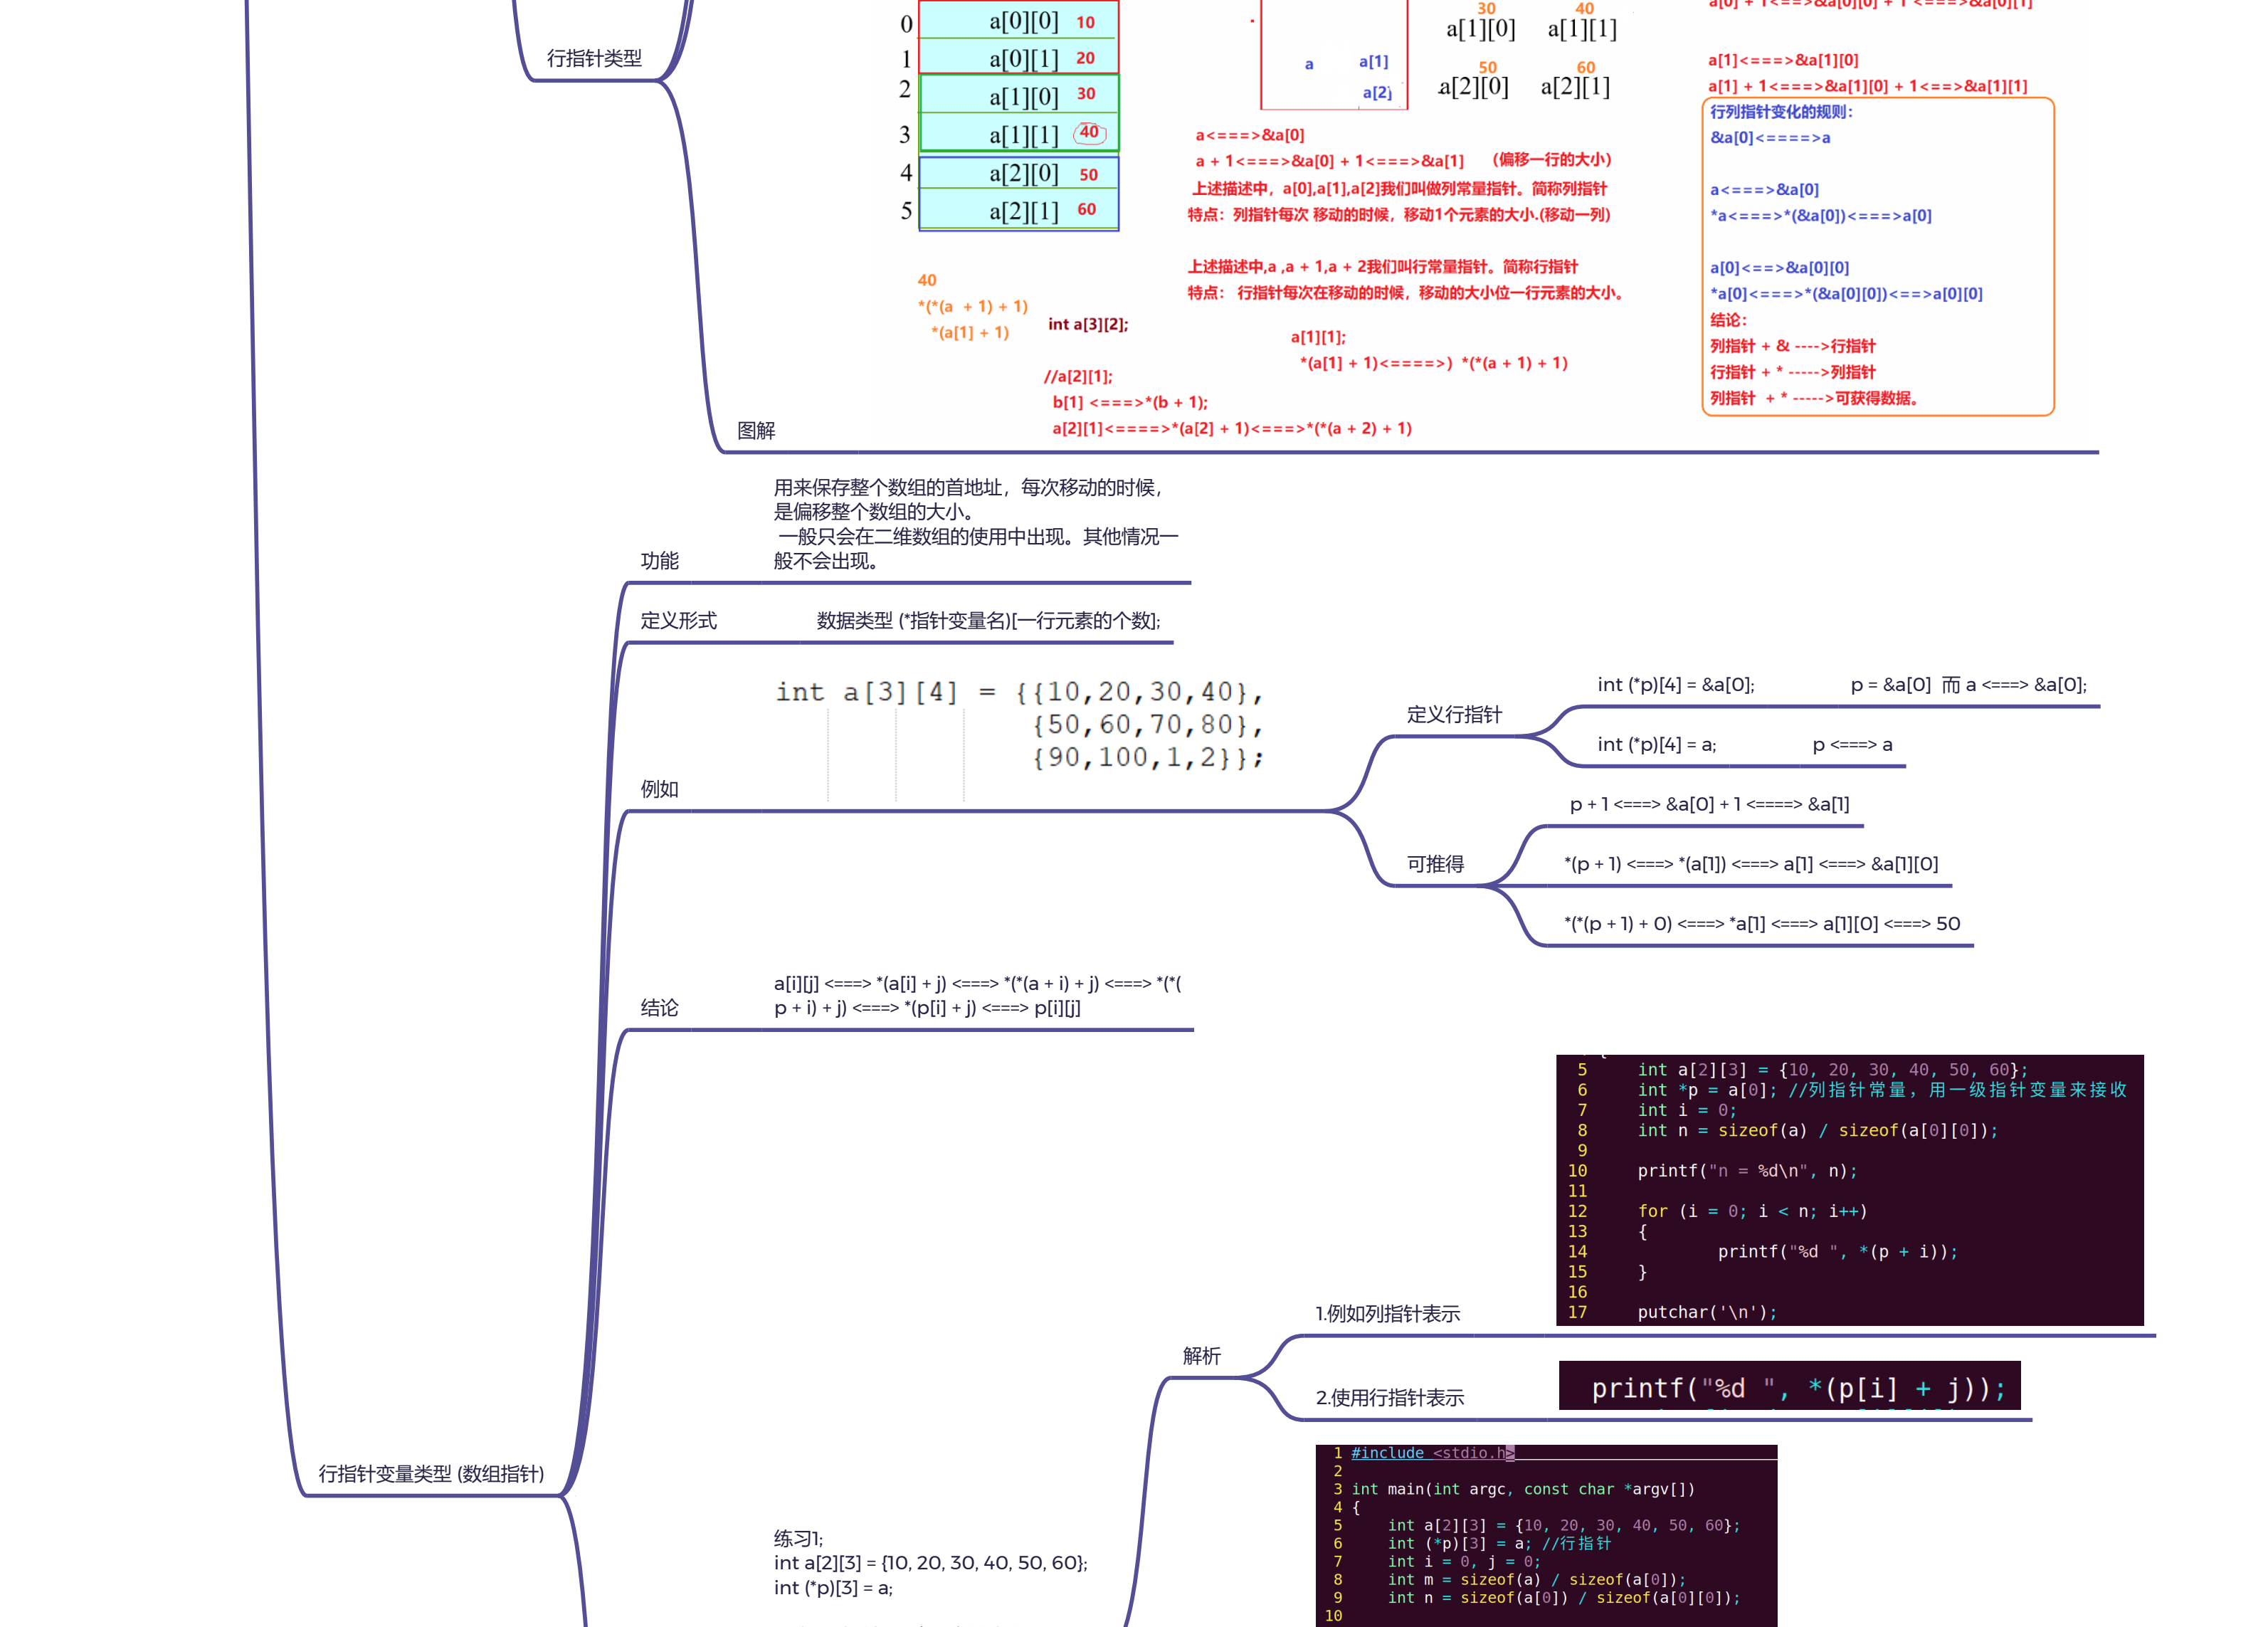 行指针类型
0 a[0][0] 10
1 a[0][1] 20
2 a[1][0] 30
3 a[1][1] 40
4 a[2][0] 50
5 a[2][1] 60
40
*(*(a + 1) + 1)
*(a[1] + 1)
int a[3][2];
//a[2][1];
b[1] <===>*(b + 1);
a[2][1]<====>*(a[2] + 1)<===>*(*(a + 2) + 1)
a a[1]
a[2]
30 40
a[1][0] a[1][1]
50 60
a[2][0] a[2][1]
a<===>&a[0]
a + 1<===>&a[0] + 1<===>&a[1] （偏移一行的大小）
上述描述中，a[0],a[1],a[2]我们叫做列常量指针。简称列指针
特点：列指针每次 移动的时候，移动1个元素的大小.(移动一列)
上述描述中,a ,a + 1,a + 2我们叫行常量指针。简称行指针
特点： 行指针每次在移动的时候，移动的大小位一行元素的大小。
a[1][1];
*(a[1] + 1)<====>) *(*(a + 1) + 1)
a[0] + 1<==>&a[0][0] + 1 <===>&a[0][1]
a[1]<===>&a[1][0]
a[1] + 1<===>&a[1][0] + 1<==>&a[1][1]
行列指针变化的规则：
&a[0]<====>a
a<===>&a[0]
*a<===>*(&a[0])<===>a[0]
a[0]<==>&a[0][0]
*a[0]<===>*(&a[0][0])<==>a[0][0]
结论：
列指针 + & ---->行指针
行指针 + * ----->列指针
列指针 + * ----->可获得数据。
图解
用来保存整个数组的首地址，每次移动的时候，
是偏移整个数组的大小。
一般只会在二维数组的使用中出现。其他情况一
般不会出现。
功能
定义形式 数据类型 (*指针变量名)[一行元素的个数];
int a[3][4] = {{10,20,30,40},
{50,60,70,80},
{90,100,1,2}};
例如
定义行指针
int (*p)[4] = &a[0]; p = &a[0] 而 a <===> &a[0];
int (*p)[4] = a; p <===> a
可推得
p + 1 <===> &a[0] + 1 <====> &a[1]
*(p + 1) <===> *(a[1]) <===> a[1] <===> &a[1][0]
*(*(p + 1) + 0) <===> *a[1] <===> a[1][0] <===> 50
结论
a[i][j] <===> *(a[i] + j) <===> *(*(a + i) + j) <===> *(*(
p + i) + j) <===> *(p[i] + j) <===> p[i][j]
5 int a[2][3] = {10, 20, 30, 40, 50, 60};
6 int *p = a[0]; //列指针常量，用一级指针变量来接收
7 int i = 0;
8 int n = sizeof(a) / sizeof(a[0][0]);
9
10 printf("n = %d\n", n);
11
12 for (i = 0; i < n; i++)
13 {
14 printf("%d ", *(p + i));
15 }
16
17 putchar('\n');
1.例如列指针表示
解析
printf("%d ", *(p[i] + j));
2.使用行指针表示
1 #include <stdio.h>
2
3 int main(int argc, const char *argv[])
4 {
5 int a[2][3] = {10, 20, 30, 40, 50, 60};
6 int (*p)[3] = a; //行指针
7 int i = 0, j = 0;
8 int m = sizeof(a) / sizeof(a[0]);
9 int n = sizeof(a[0]) / sizeof(a[0][0]);
10
行指针变量类型 (数组指针)
练习1;
int a[2][3] = {10, 20, 30, 40, 50, 60};
int (*p)[3] = a;